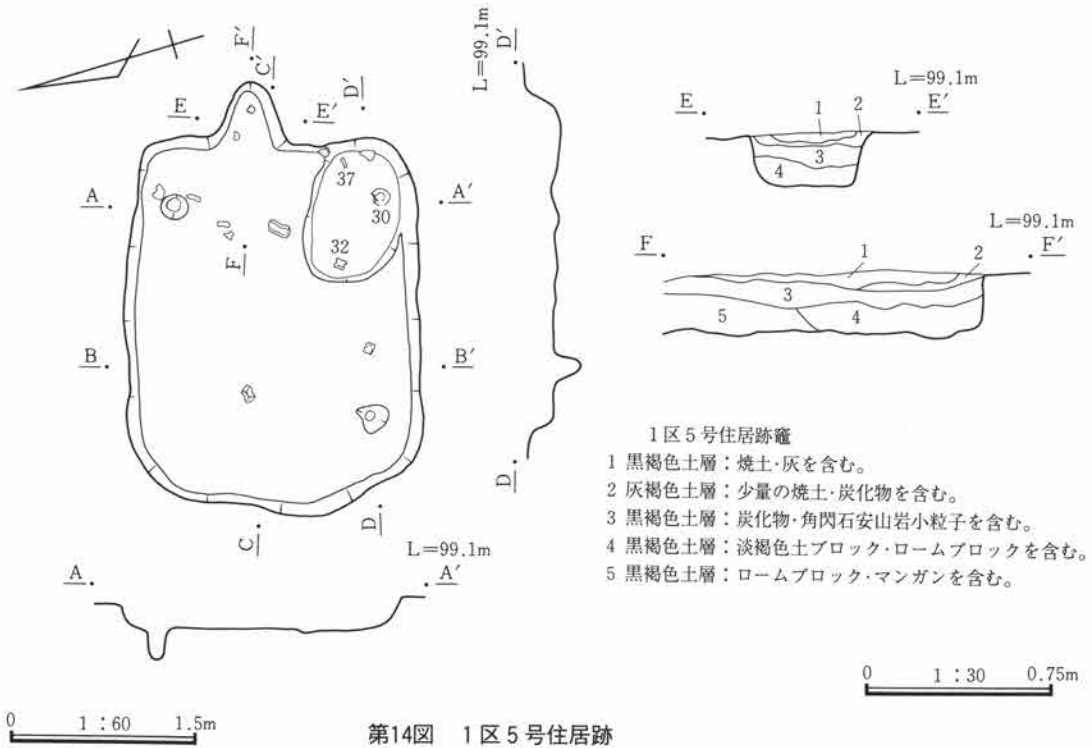 F′
C′
E
E′
D′
A
A′
37
30
32
F
B
B′
C
D
L=99.1m
D′
D
L=99.1m
E
E′
1
2
3
4
L=99.1m
F
F′
1
2
3
4
5
1区5号住居跡竈
1 黒褐色土層：焼土・灰を含む。
2 灰褐色土層：少量の焼土・炭化物を含む。
3 黒褐色土層：炭化物・角閃石安山岩小粒子を含む。
4 黒褐色土層：淡褐色土ブロック・ロームブロックを含む。
5 黒褐色土層：ロームブロック・マンガンを含む。
L=99.1m
A
A′
0 1：30 0.75m
0 1：60 1.5m
第14図 1区5号住居跡